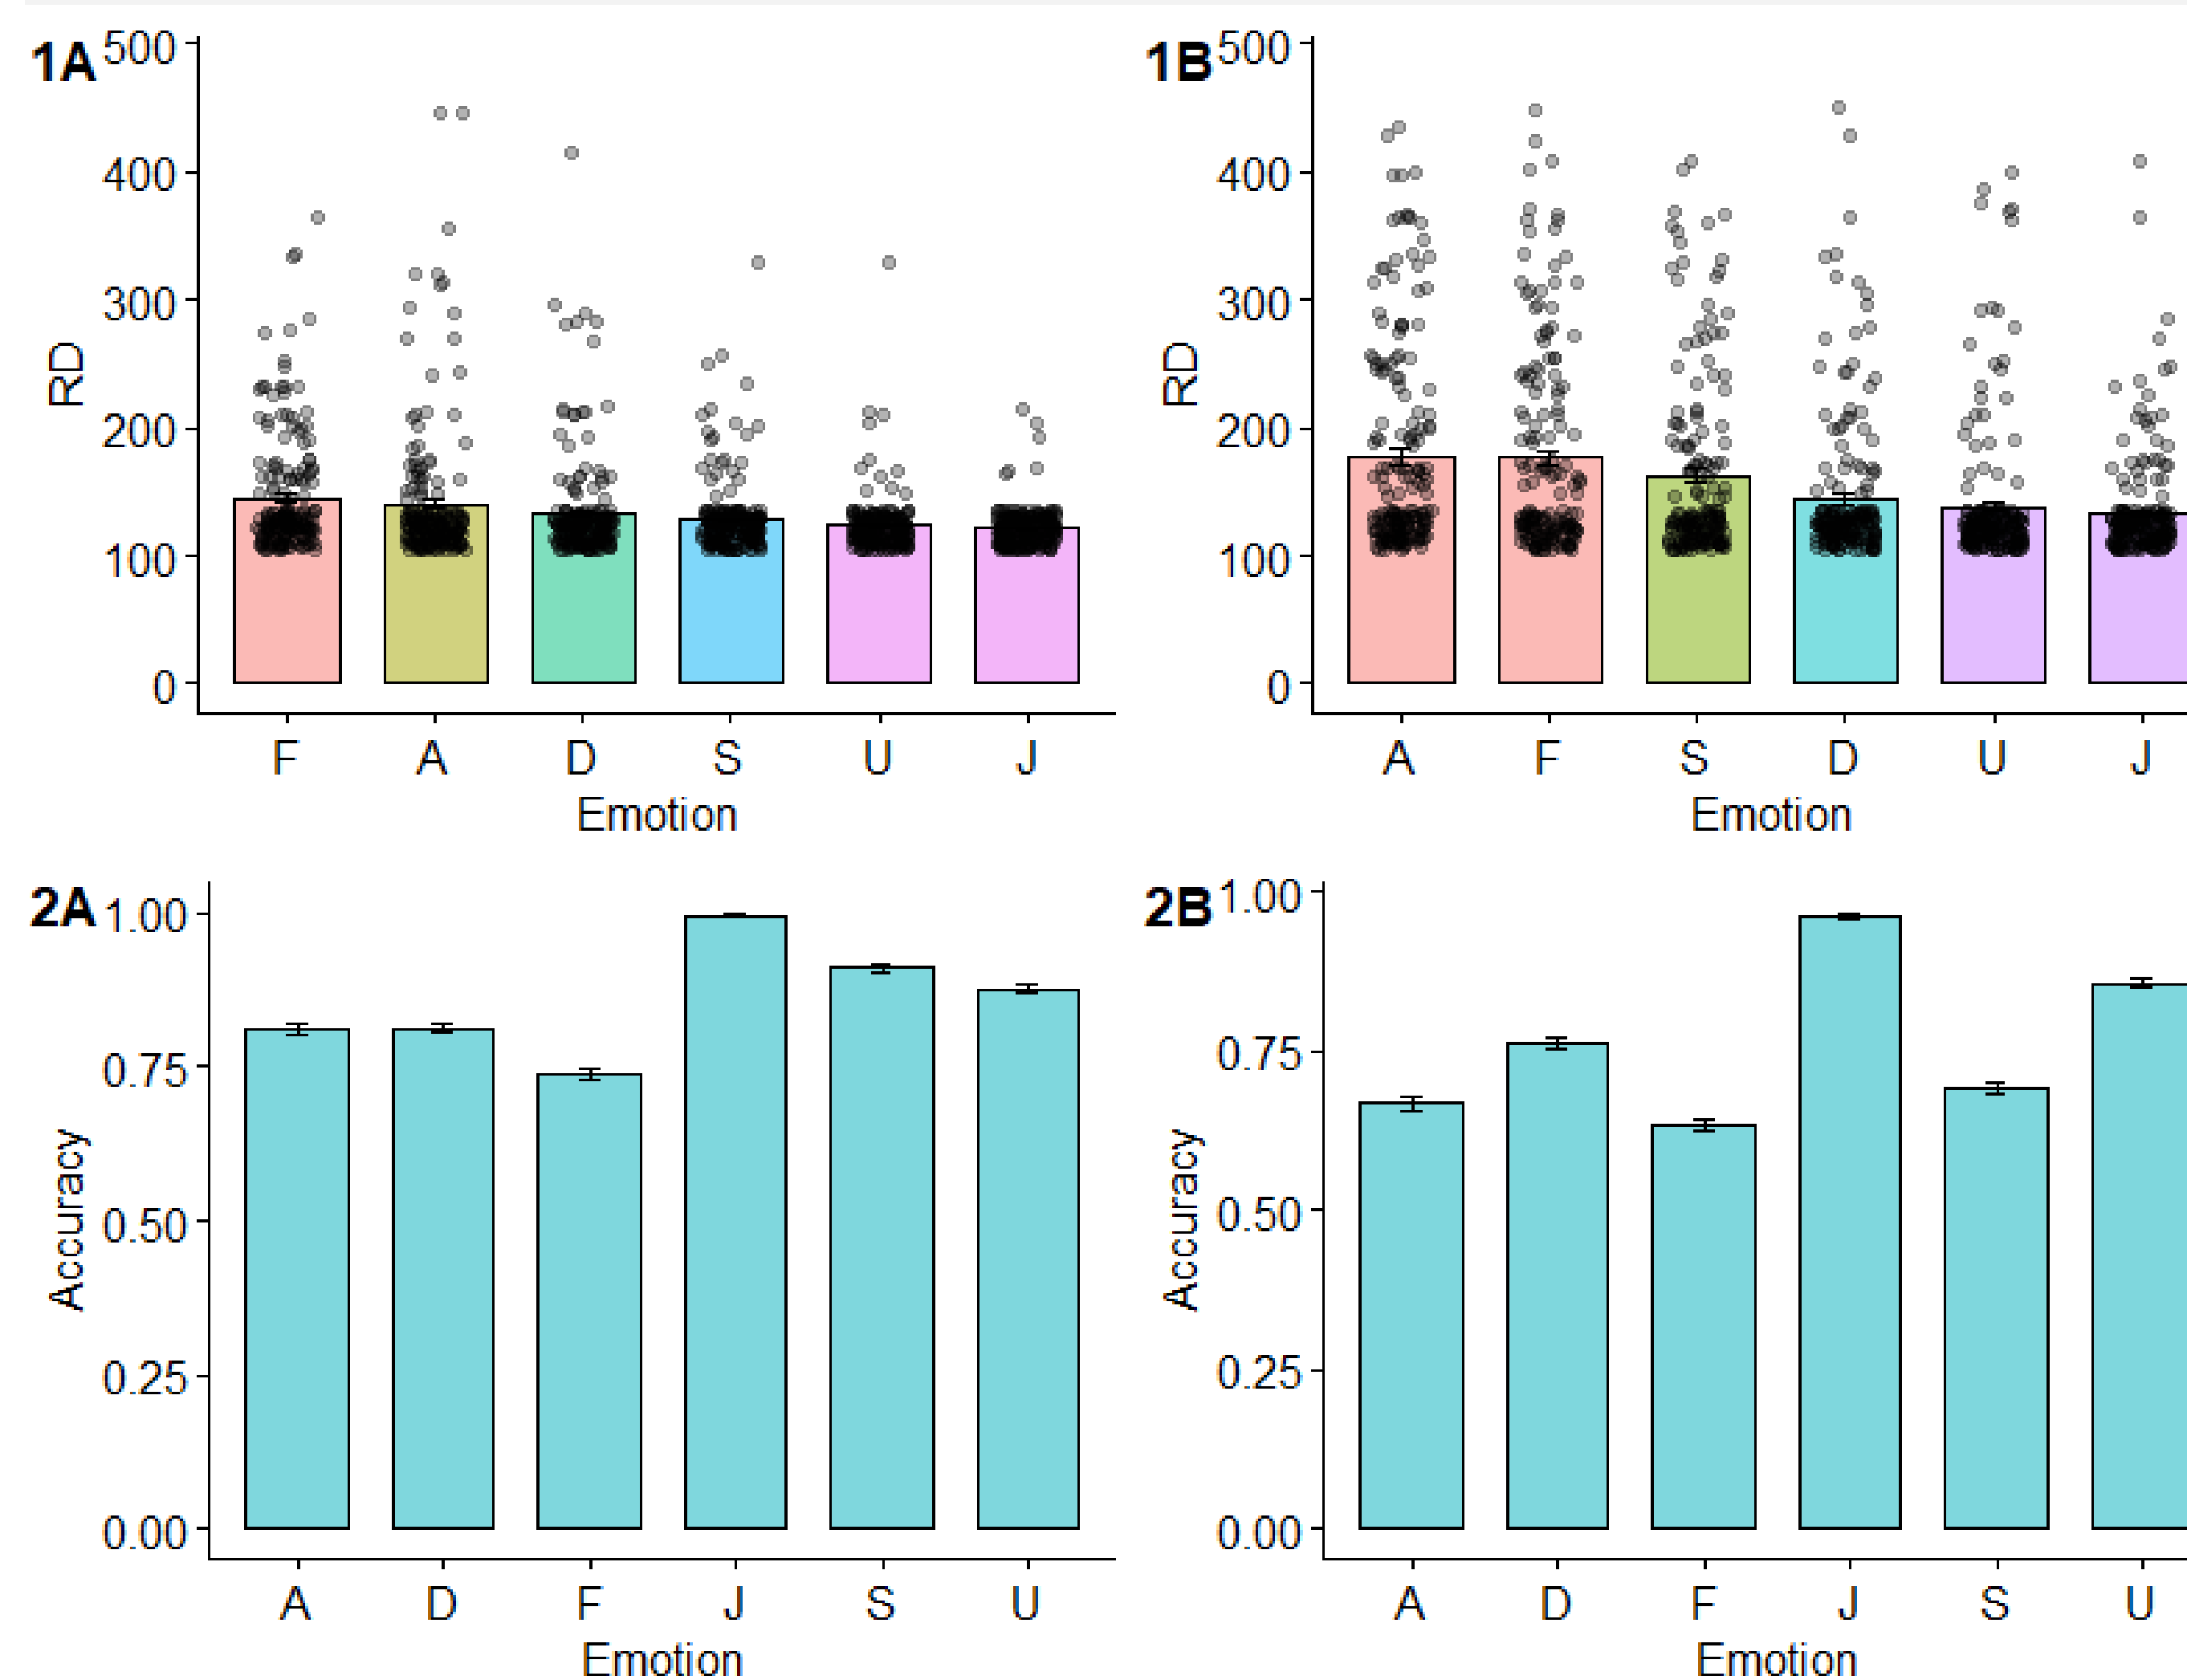 1A
500
400
300
200
100
0
RD
F A D S U J
Emotion
1B
500
400
300
200
100
0
RD
A F S D U J
Emotion
2A
1.00
0.75
0.50
0.25
0.00
Accuracy
A D F J S U
Emotion
2B
1.00
0.75
0.50
0.25
0.00
Accuracy
A D F J S U
Emotion